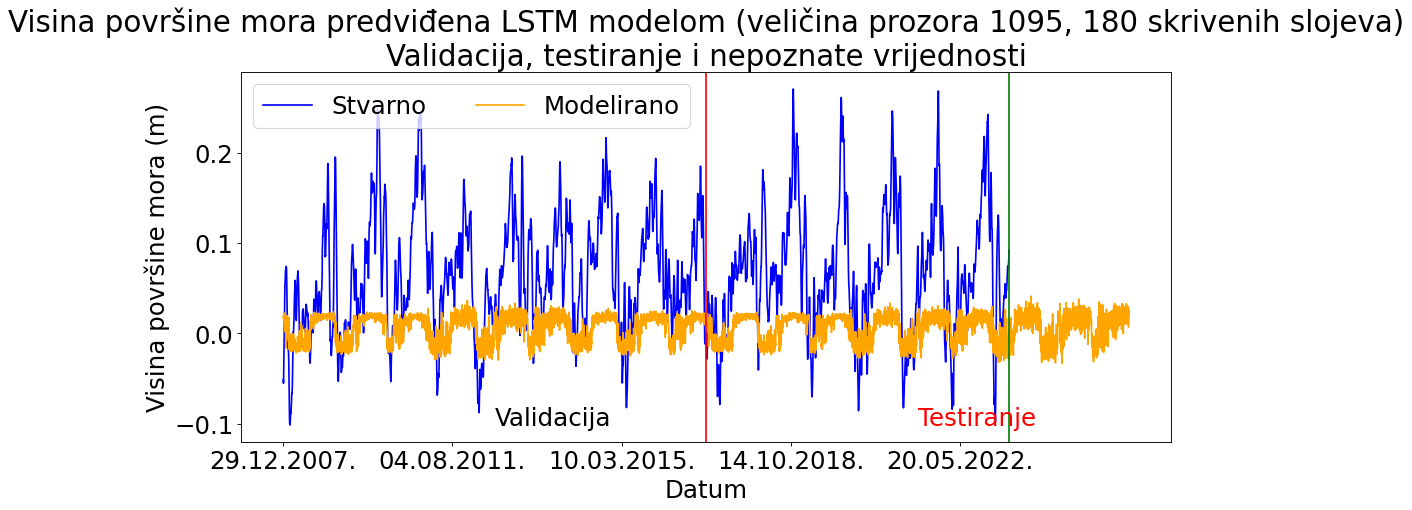 Visina površine mora predviđena LSTM modelom (veličina prozora 1095, 180 skrivenih slojeva)
Validacija, testiranje i nepoznate vrijednosti
Stvarno Modelirano
Visina površine mora (m)
0.2
0.1
0.0
−0.1
Validacija Testiranje
29.12.2007. 04.08.2011. 10.03.2015. 14.10.2018. 20.05.2022.
Datum